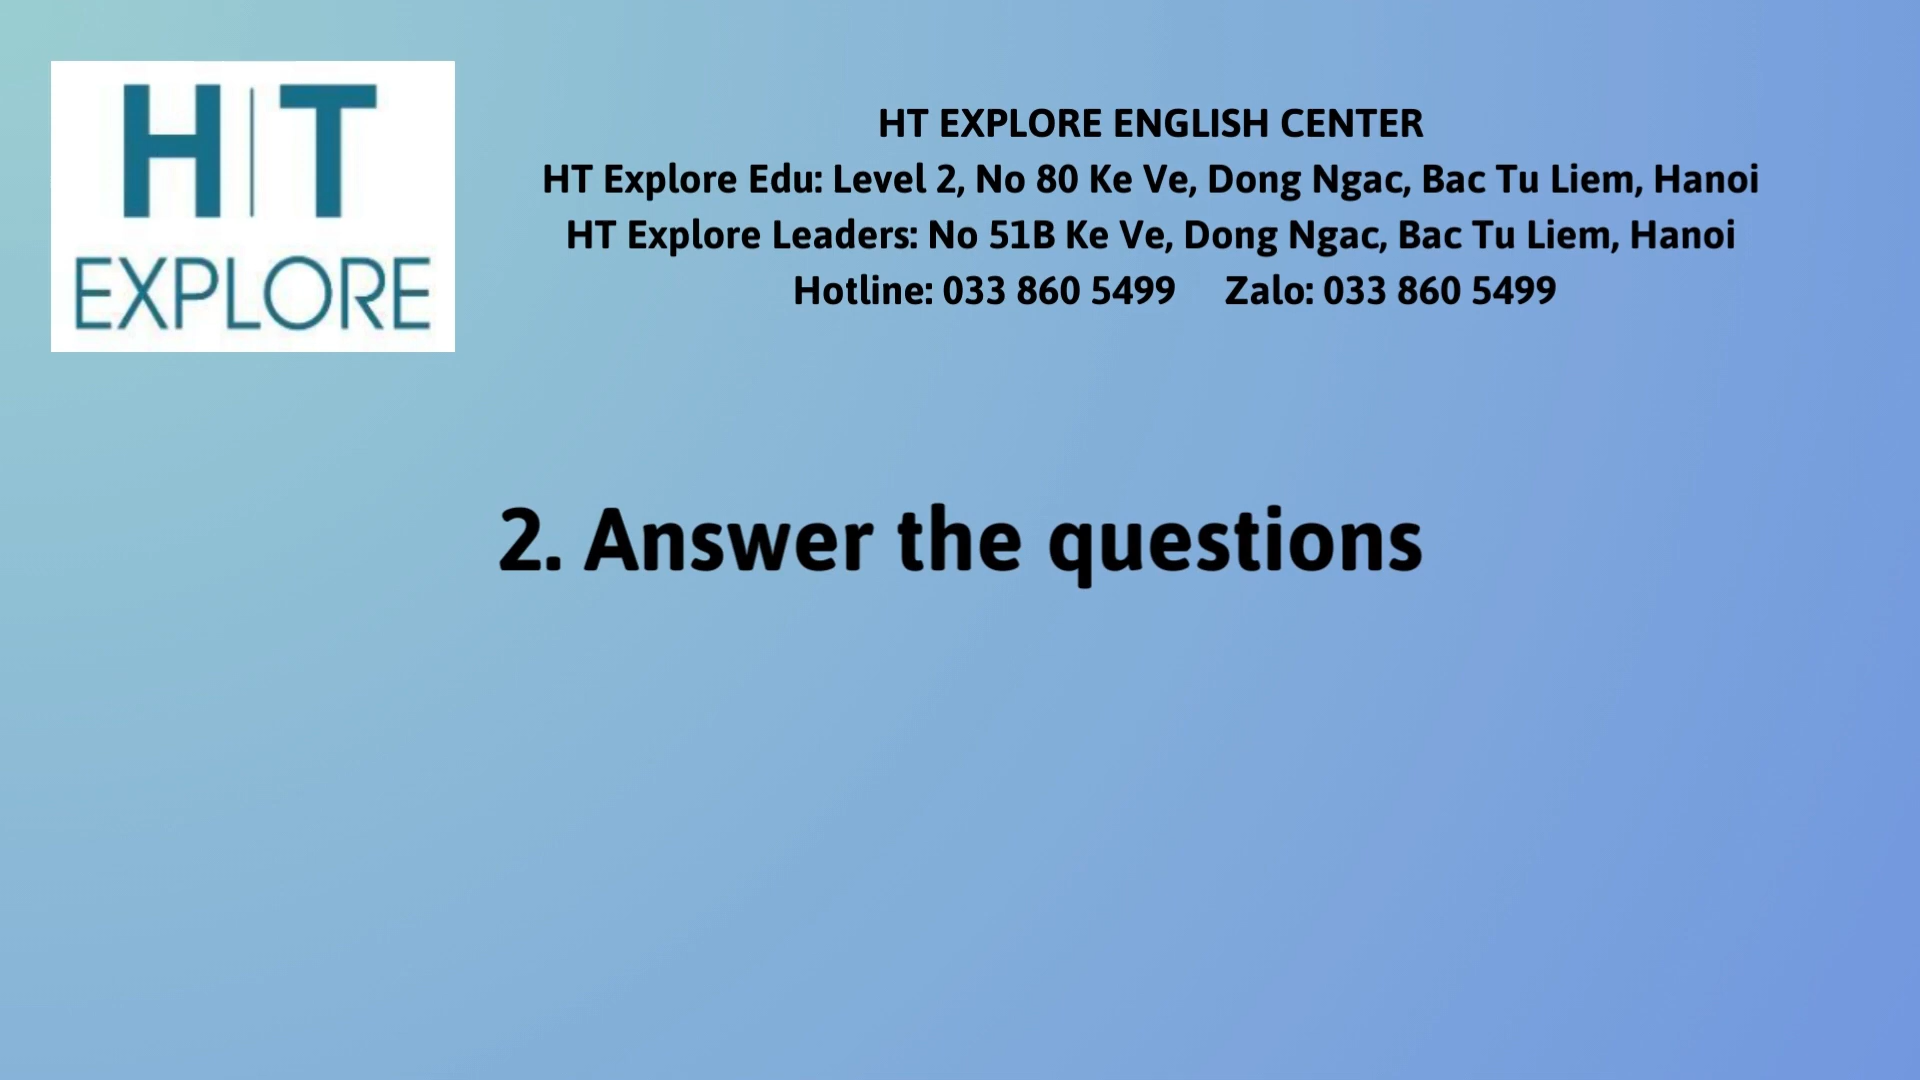 H|T
EXPLORE
HT EXPLORE ENGLISH CENTER
HT Explore Edu: Level 2, No 80 Ke Ve, Dong Ngac, Bac Tu Liem, Hanoi
HT Explore Leaders: No 51B Ke Ve, Dong Ngac, Bac Tu Liem, Hanoi
Hotline: 033 860 5499 Zalo: 033 860 5499
2. Answer the questions